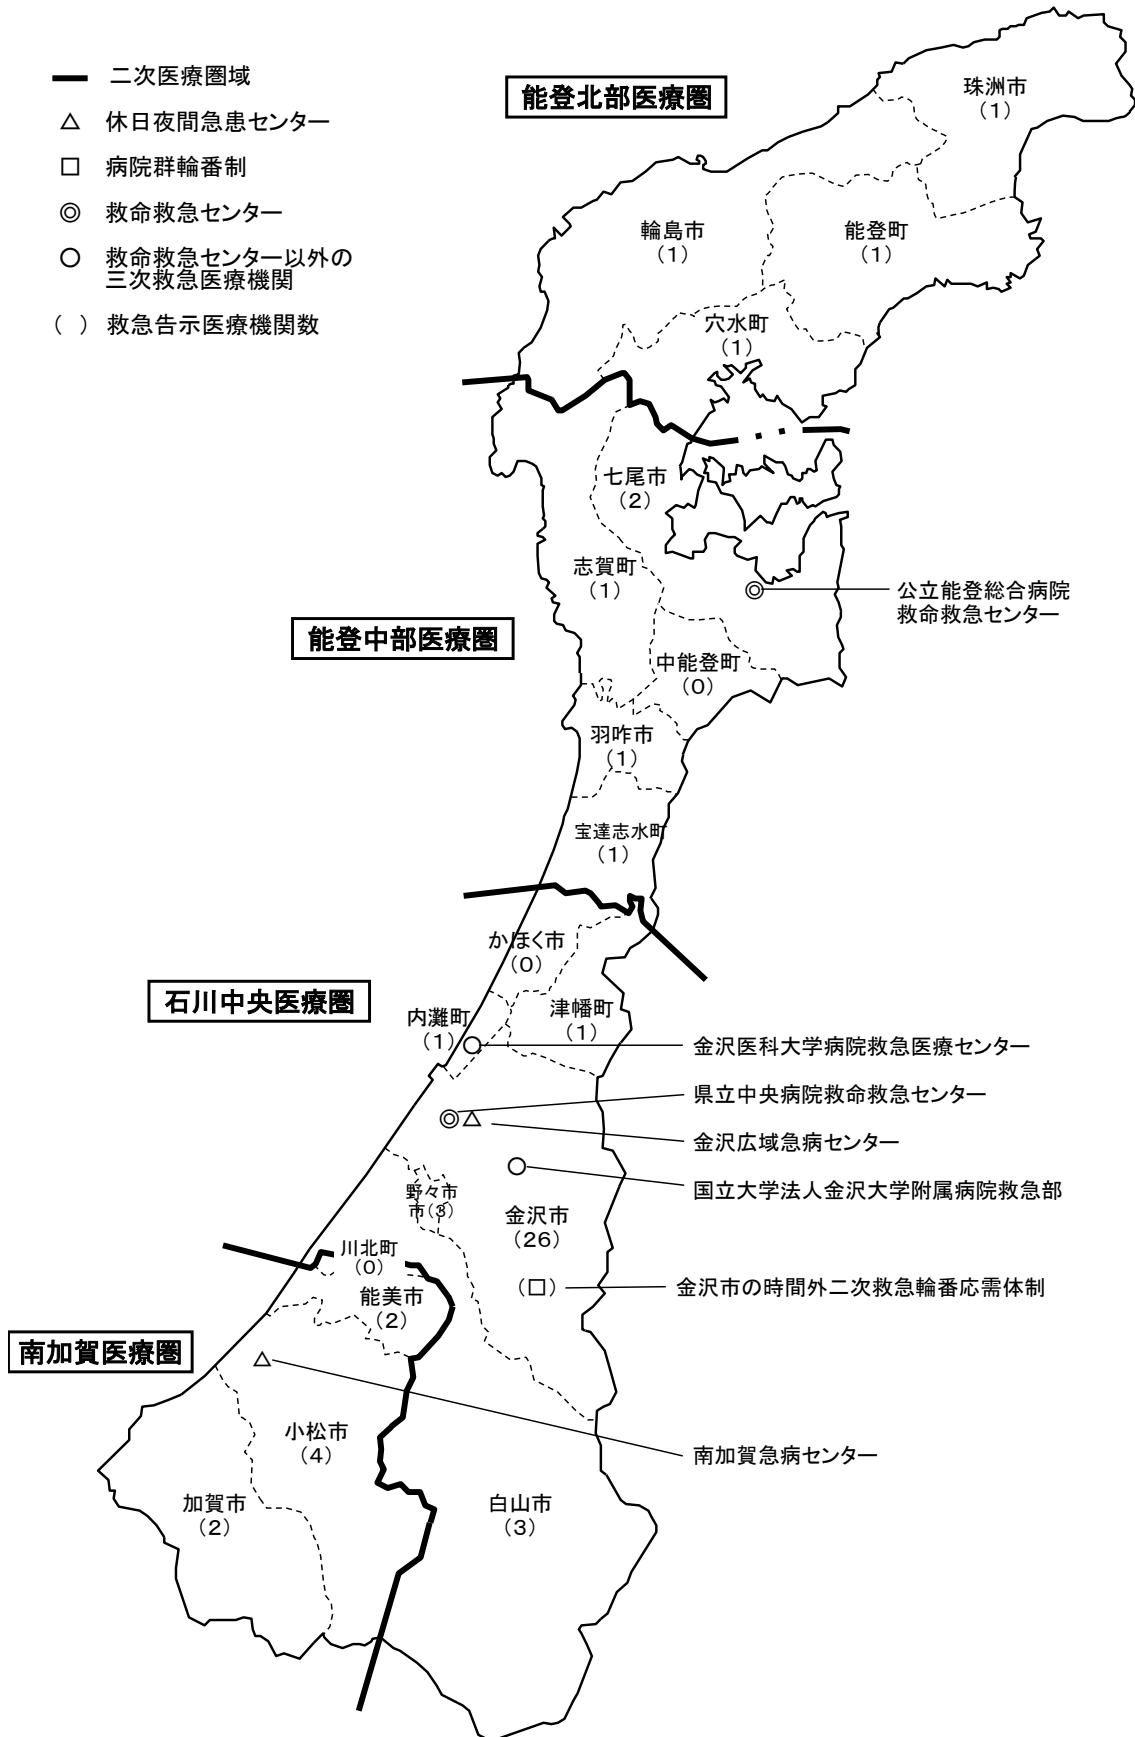 二次医療圏域
休日夜間急患センター
病院群輪番制
救命救急センター
救命救急センター以外の
三次救急医療機関
( ) 救急告示医療機関数
能登北部医療圏
珠洲市
(1)
輪島市
(1)
能登町
(1)
穴水町
(1)
七尾市
(2)
志賀町
(1)
公立能登総合病院
救命救急センター
能登中部医療圏
中能登町
(0)
羽咋市
(1)
宝達志水町
(1)
かほく市
(0)
石川中央医療圏
内灘町
(1)
津幡町
(1)
金沢医科大学病院救急医療センター
県立中央病院救命救急センター
金沢広域急病センター
国立大学法人金沢大学附属病院救急部
野々市
市(3)
金沢市
(26)
川北町
(0)
(□)
金沢市の時間外二次救急輪番応需体制
能美市
(2)
南加賀医療圏
小松市
(4)
南加賀急病センター
加賀市
(2)
白山市
(3)